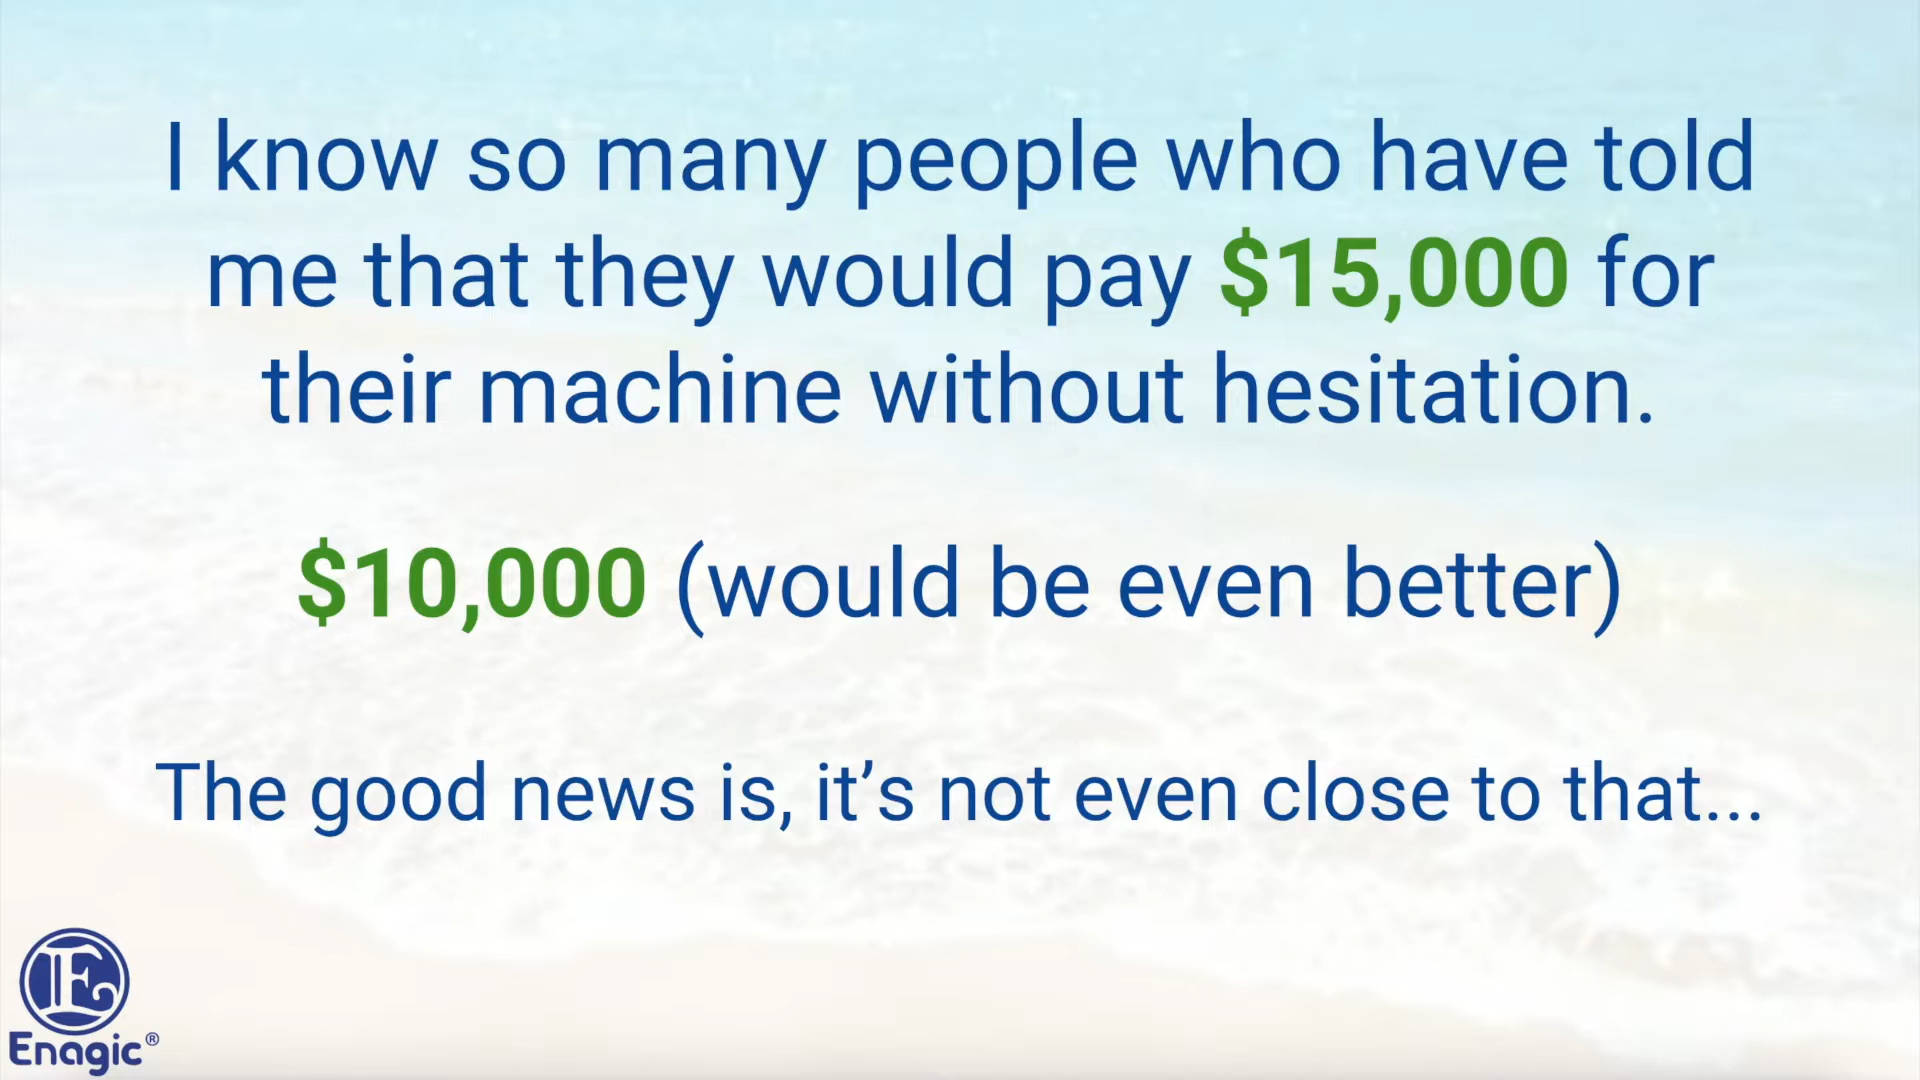 I know so many people who have told
me that they would pay $15,000 for
their machine without hesitation.
$10,000 (would be even better)
The good news is, it’s not even close to that...
E
Enagic®